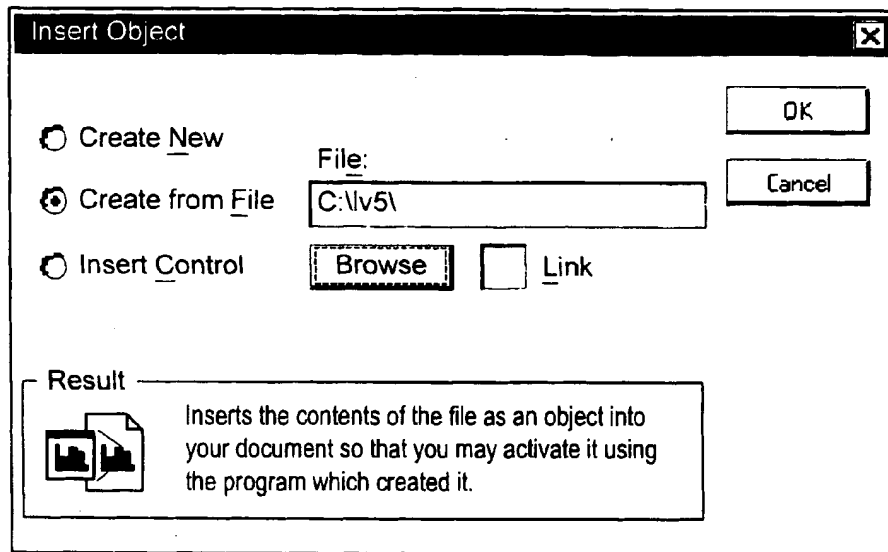 Insert Object
OK
Create New
File:
Create from File
C:\lv5\
Cancel
Insert Control
Browse
Link
Result
Inserts the contents of the file as an object into
your document so that you may activate it using
the program which created it.